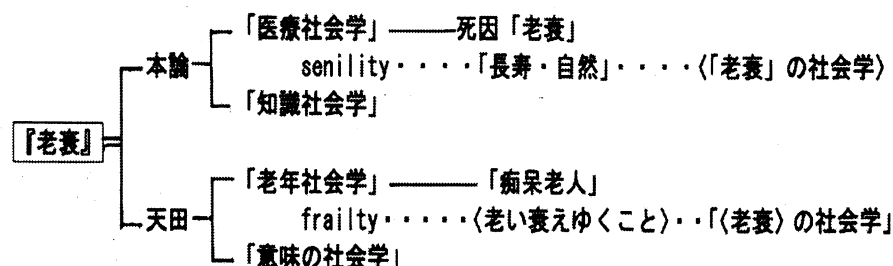 「医療社会学」———死因「老衰」
本論
senility・・・・「長寿・自然」・・・・〈「老衰」の社会学〉
「知識社会学」
『老衰』
「老年社会学」———「痴呆老人」
天田
frailty・・・・・〈老い衰えゆくこと〉・・「〈老衰〉の社会学」
「意味の社会学」